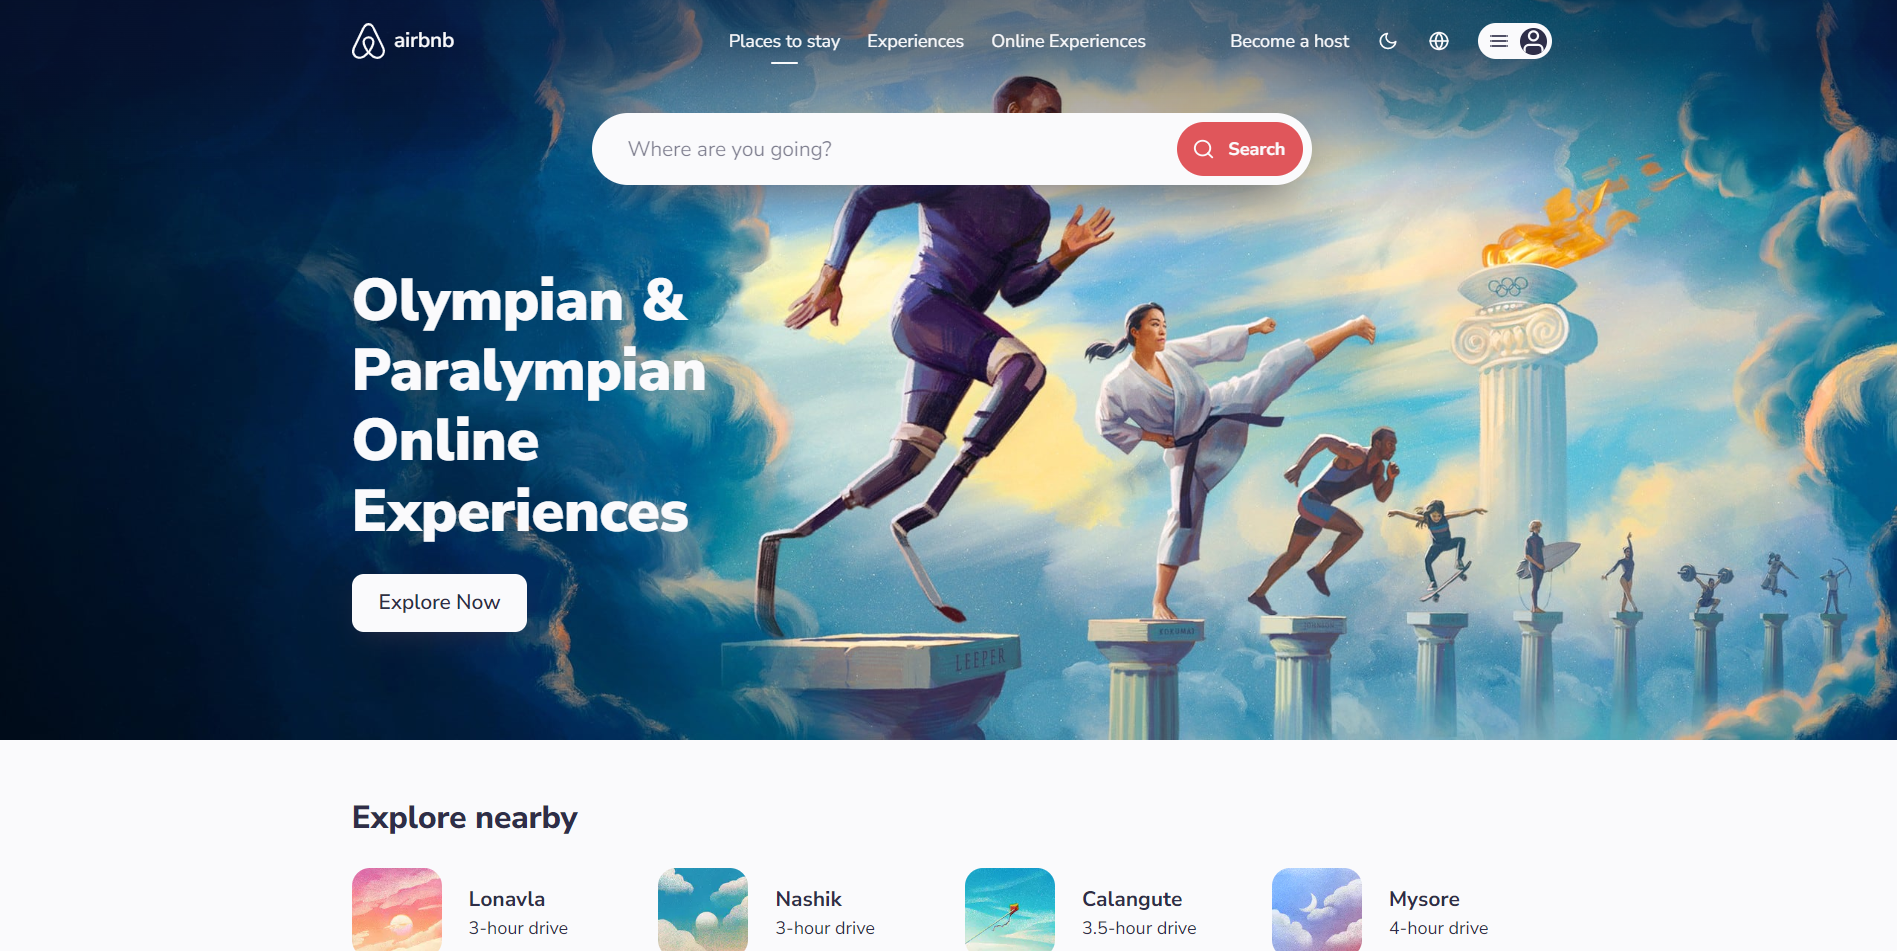 airbnb
Places to stay
Experiences
Online Experiences
Become a host
Where are you going?
Search
Olympian &
Paralympian
Online
Experiences
Explore Now
LEEPER
Explore nearby
Lonavla
3-hour drive
Nashik
3-hour drive
Calangute
3.5-hour drive
Mysore
4-hour drive